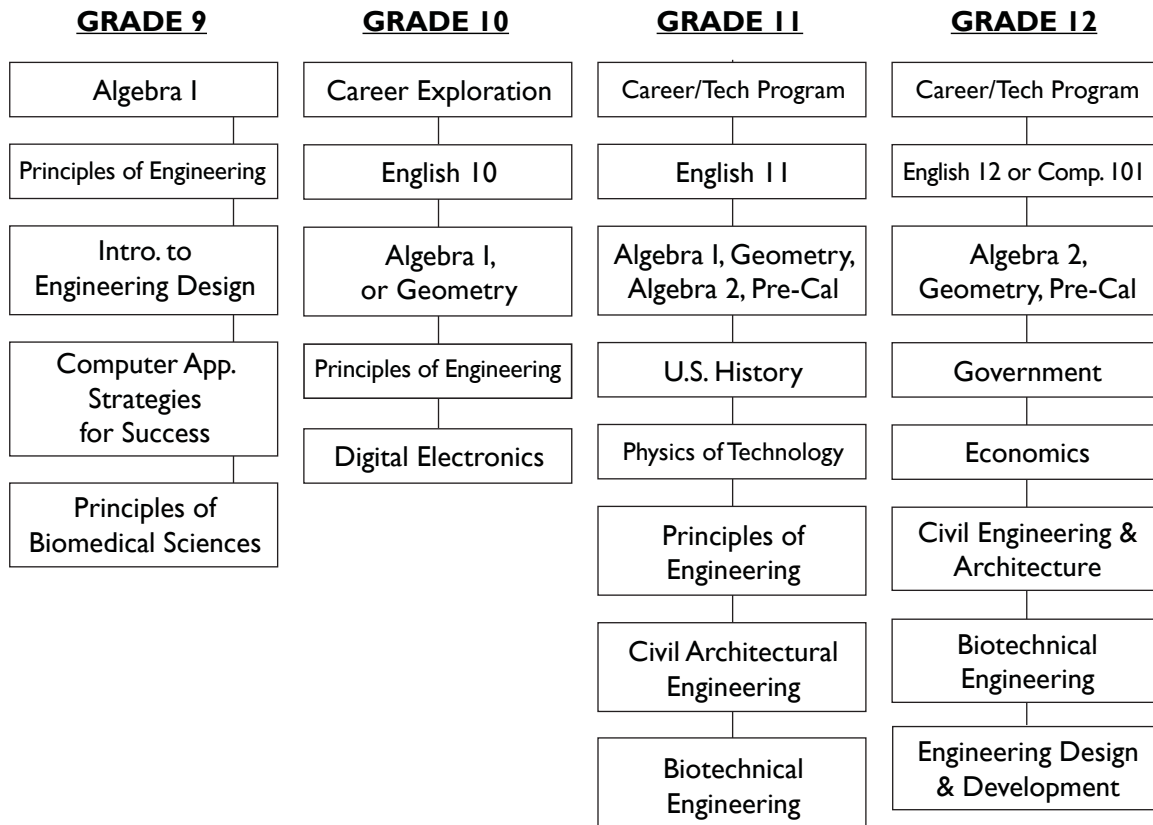 GRADE 9
Algebra I
Principles of Engineering
Intro. to
Engineering Design
Computer App.
Strategies
for Success
Principles of
Biomedical Sciences
GRADE 10
Career Exploration
English 10
Algebra I,
or Geometry
Principles of Engineering
Digital Electronics
GRADE 11
Career/Tech Program
English 11
Algebra I, Geometry,
Algebra 2, Pre-Cal
U.S. History
Physics of Technology
Principles of
Engineering
Civil Architectural
Engineering
Biotechnical
Engineering
GRADE 12
Career/Tech Program
English 12 or Comp. 101
Algebra 2,
Geometry, Pre-Cal
Government
Economics
Civil Engineering &
Architecture
Biotechnical
Engineering
Engineering Design
& Development